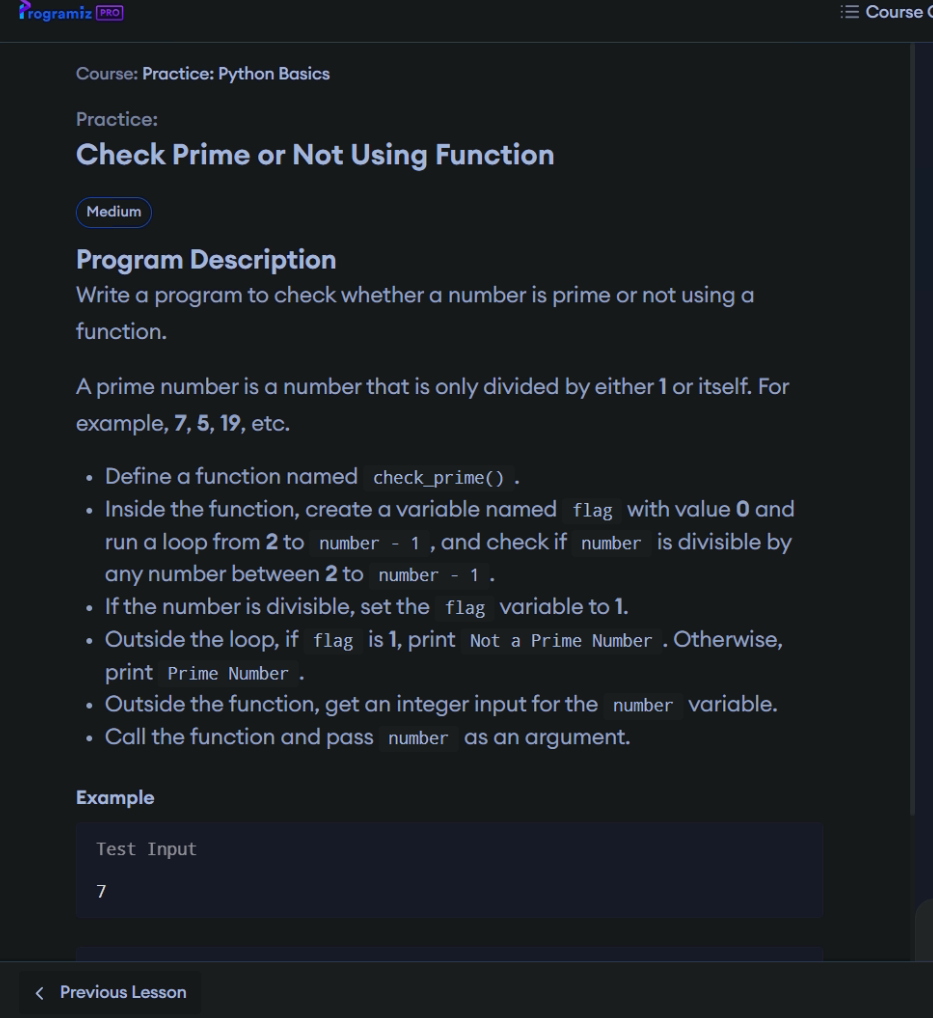 Programiz PRO
Course
Course: Practice: Python Basics
Practice:
Check Prime or Not Using Function
Medium
Program Description
Write a program to check whether a number is prime or not using a
function.
A prime number is a number that is only divided by either 1 or itself. For
example, 7, 5, 19, etc.
• Define a function named check_prime() .
• Inside the function, create a variable named flag with value 0 and
run a loop from 2 to number - 1 , and check if number is divisible by
any number between 2 to number - 1 .
• If the number is divisible, set the flag variable to 1.
• Outside the loop, if flag is 1, print Not a Prime Number . Otherwise,
print Prime Number .
• Outside the function, get an integer input for the number variable.
• Call the function and pass number as an argument.
Example
Test Input
7
Previous Lesson